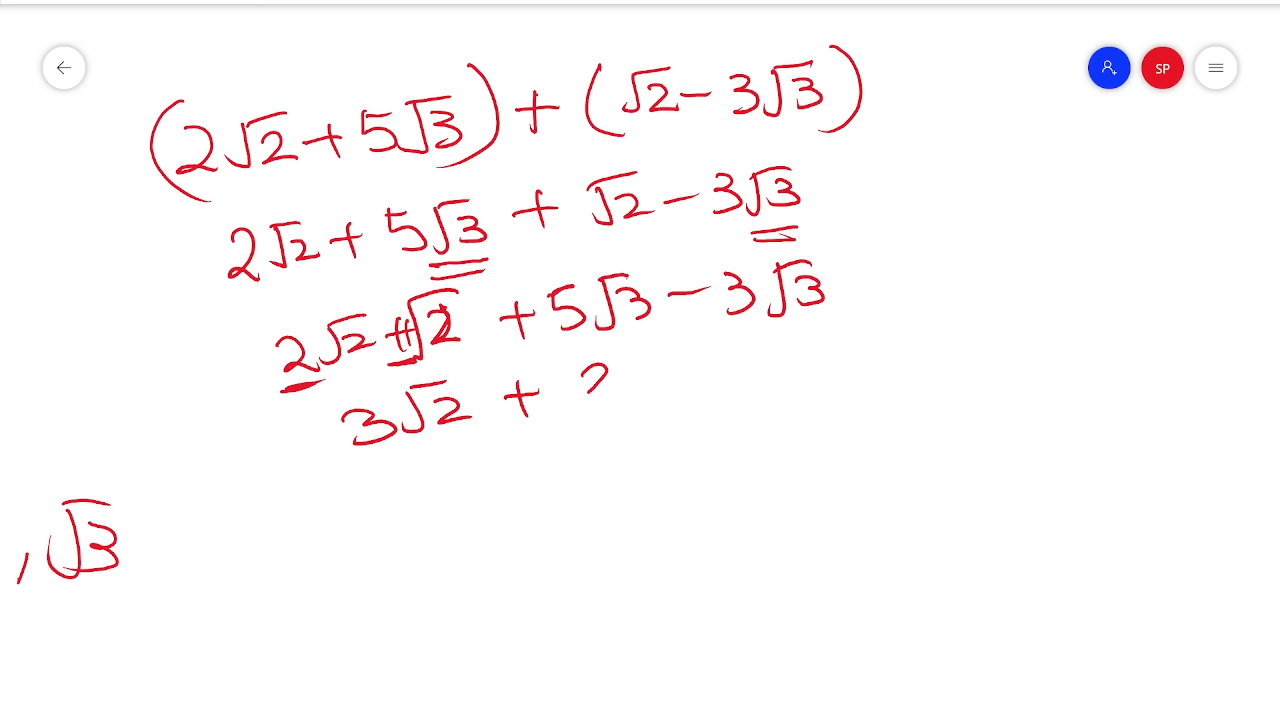 SP
(2√2 + 5√3) + (√2 - 3√3)
2√2 + 5√3 + √2 - 3√3
2√2 + √2 + 5√3 - 3√3
3√2 +
, √3